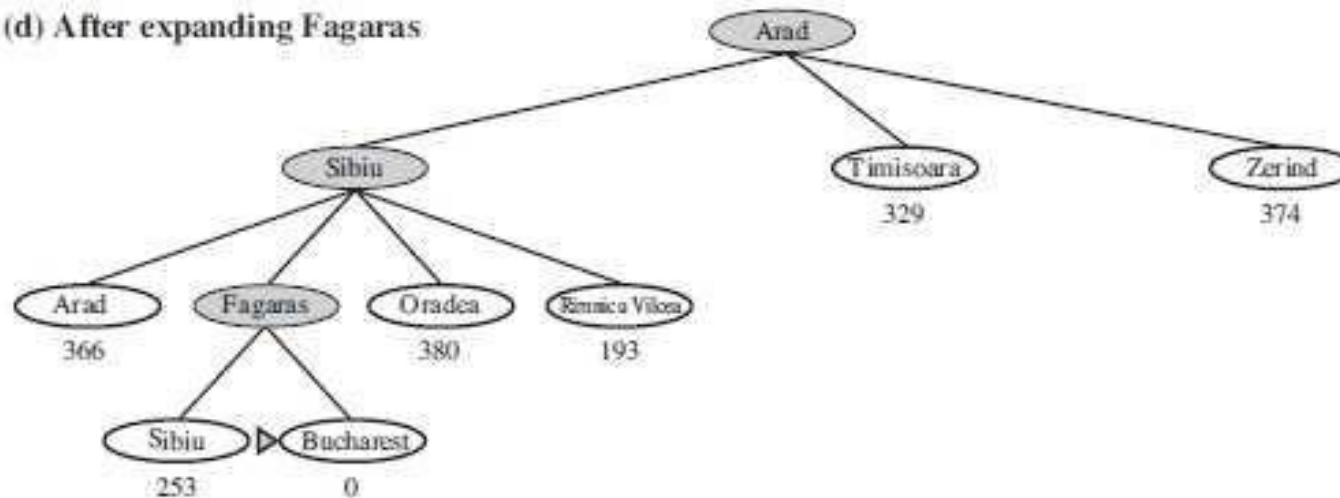 (d) After expanding Fagaras
Arad
Sibiu Timisoara Zerind
329 374
Arad Fagaras Oradea Rimnicu Vilcea
366 380 193
Sibiu Bucharest
253 0